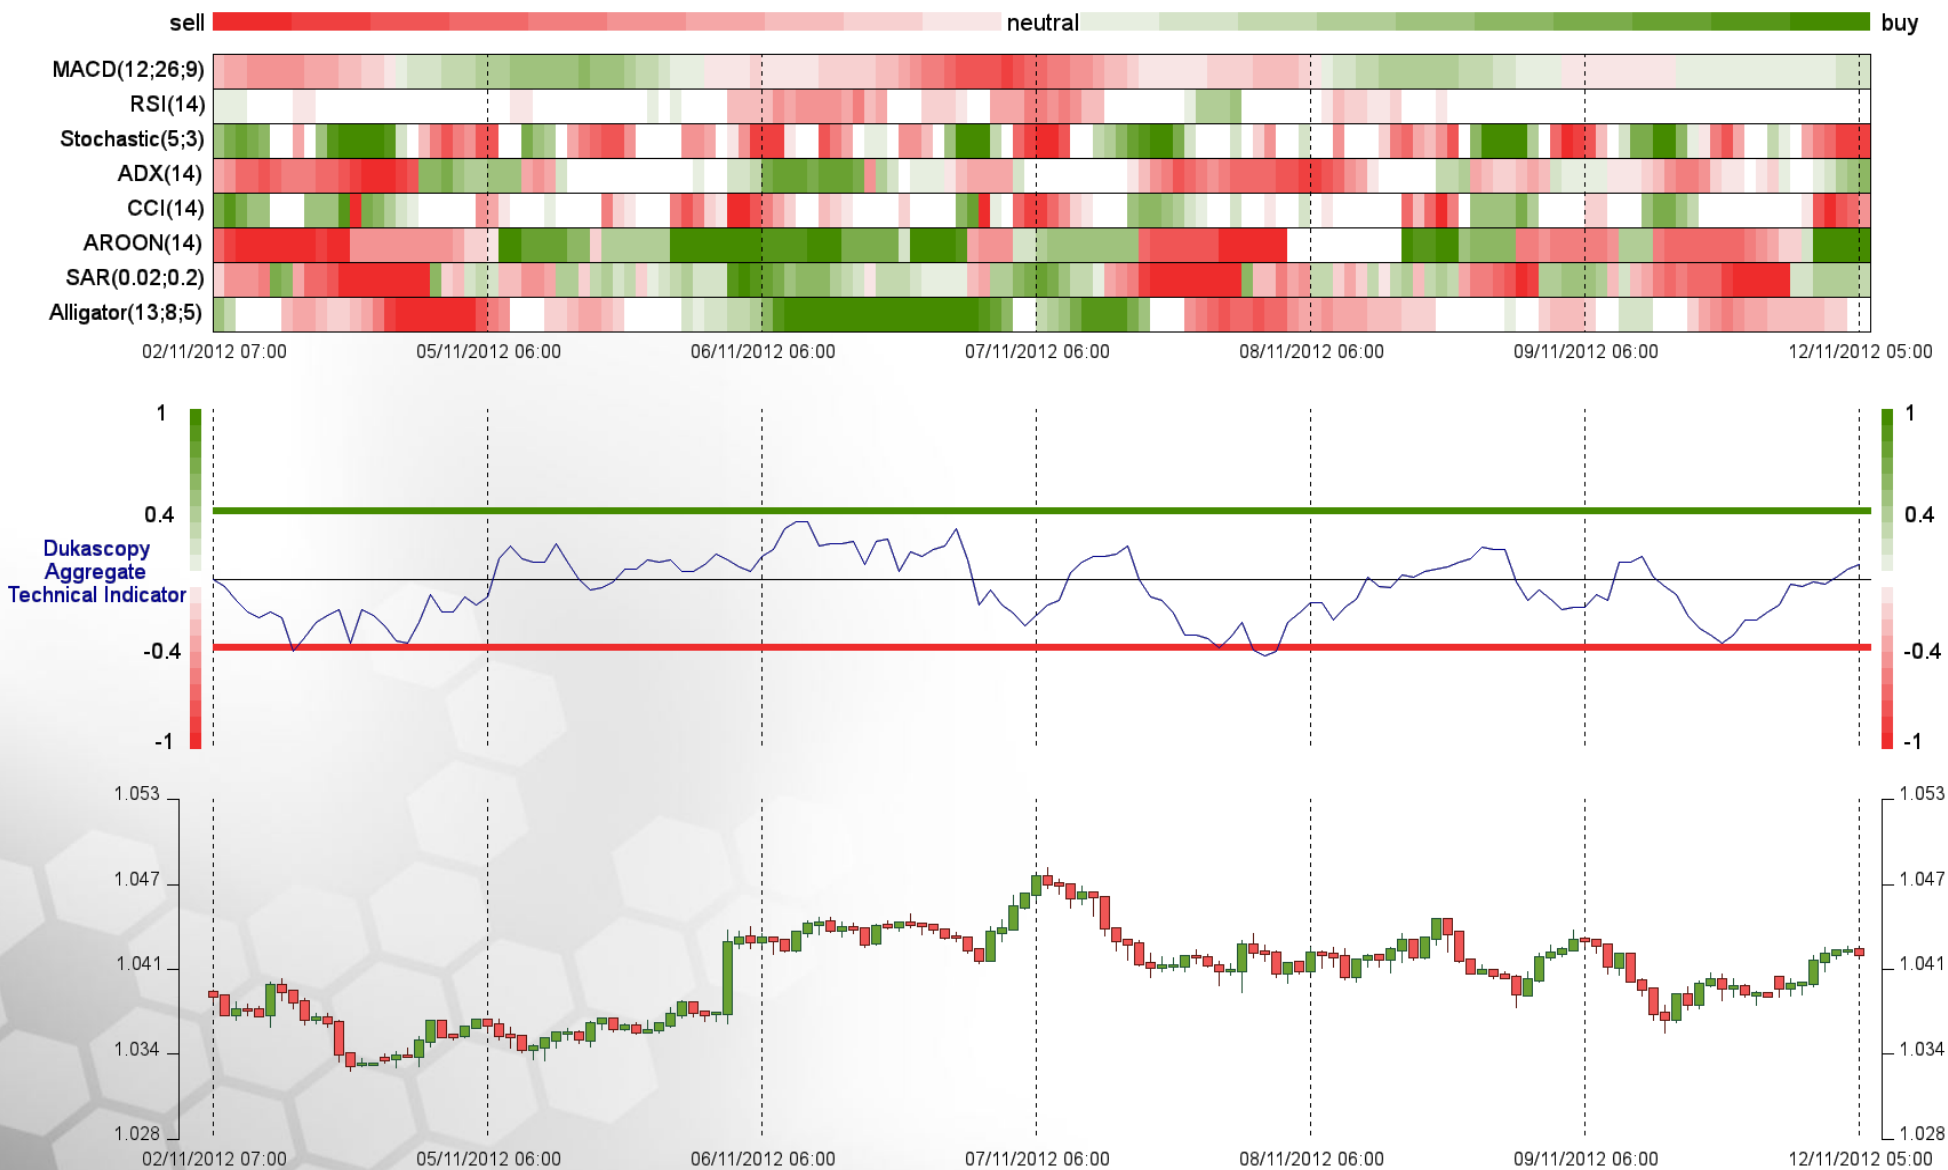 sell neutral buy
MACD(12;26;9)
RSI(14)
Stochastic(5;3)
ADX(14)
CCI(14)
AROON(14)
SAR(0.02;0.2)
Alligator(13;8;5)
02/11/2012 07:00 05/11/2012 06:00 06/11/2012 06:00 07/11/2012 06:00 08/11/2012 06:00 09/11/2012 06:00 12/11/2012 05:00
1 1
0.4 0.4
Dukascopy
Aggregate
Technical Indicator
-0.4 -0.4
-1 -1
1.053 1.053
1.047 1.047
1.041 1.041
1.034 1.034
1.028 1.028
02/11/2012 07:00 05/11/2012 06:00 06/11/2012 06:00 07/11/2012 06:00 08/11/2012 06:00 09/11/2012 06:00 12/11/2012 05:00